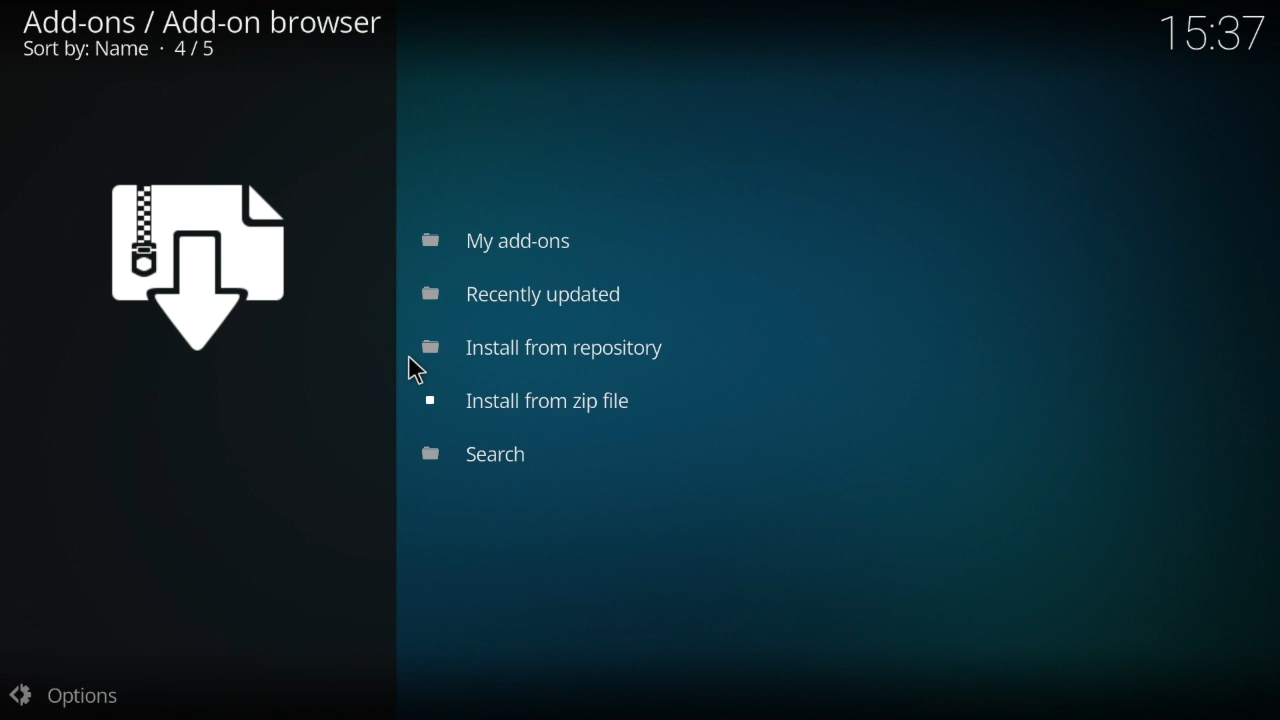 Add-ons / Add-on browser
Sort by: Name · 4 / 5
15:37
My add-ons
Recently updated
Install from repository
Install from zip file
Search
Options